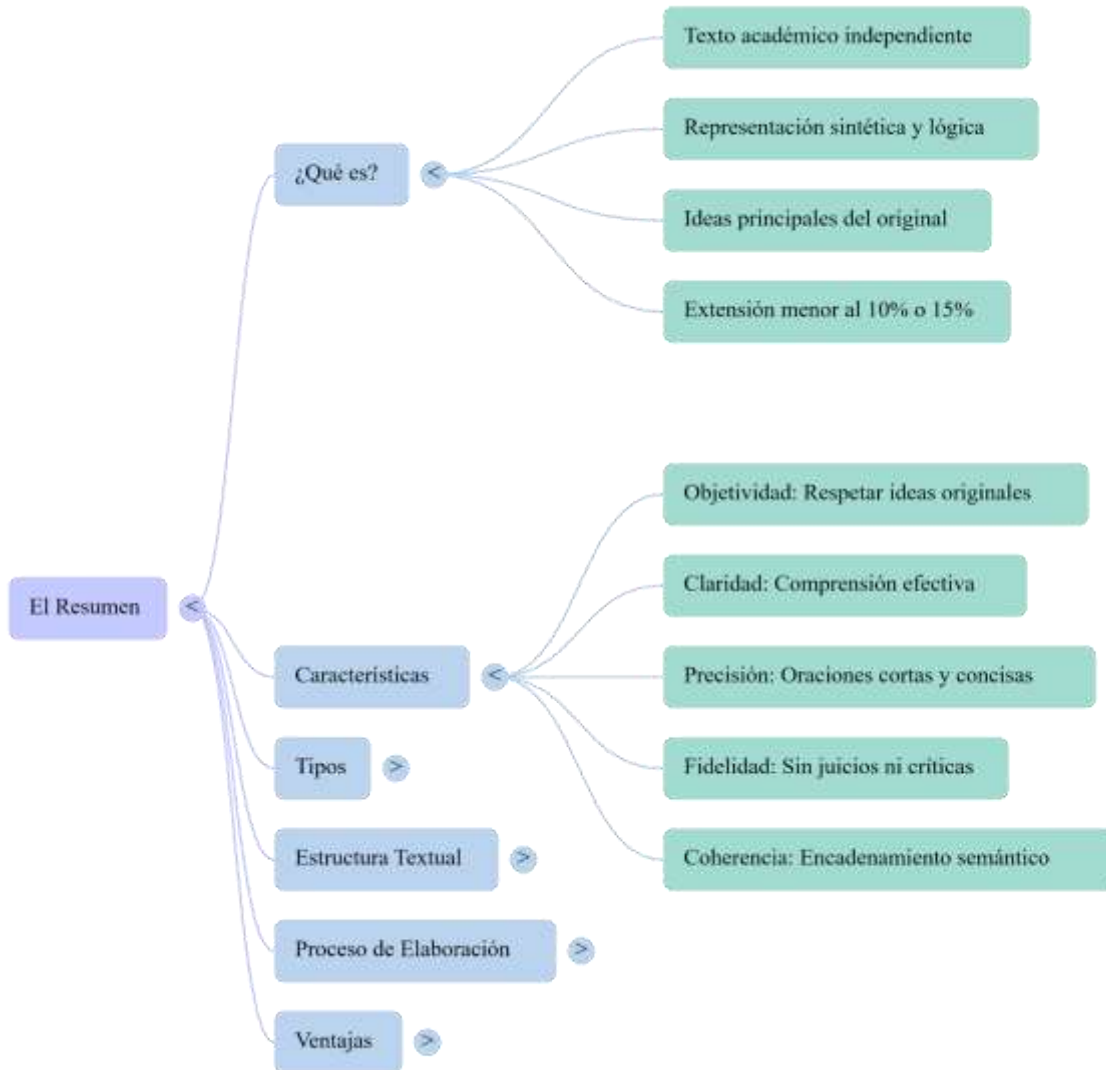 El Resumen
<
¿Qué es?
<
Texto académico independiente
Representación sintética y lógica
Ideas principales del original
Extensión menor al 10% o 15%
Características
<
Objetividad: Respetar ideas originales
Claridad: Comprensión efectiva
Precisión: Oraciones cortas y concisas
Fidelidad: Sin juicios ni críticas
Coherencia: Encadenamiento semántico
Tipos
>
Estructura Textual
>
Proceso de Elaboración
>
Ventajas
>